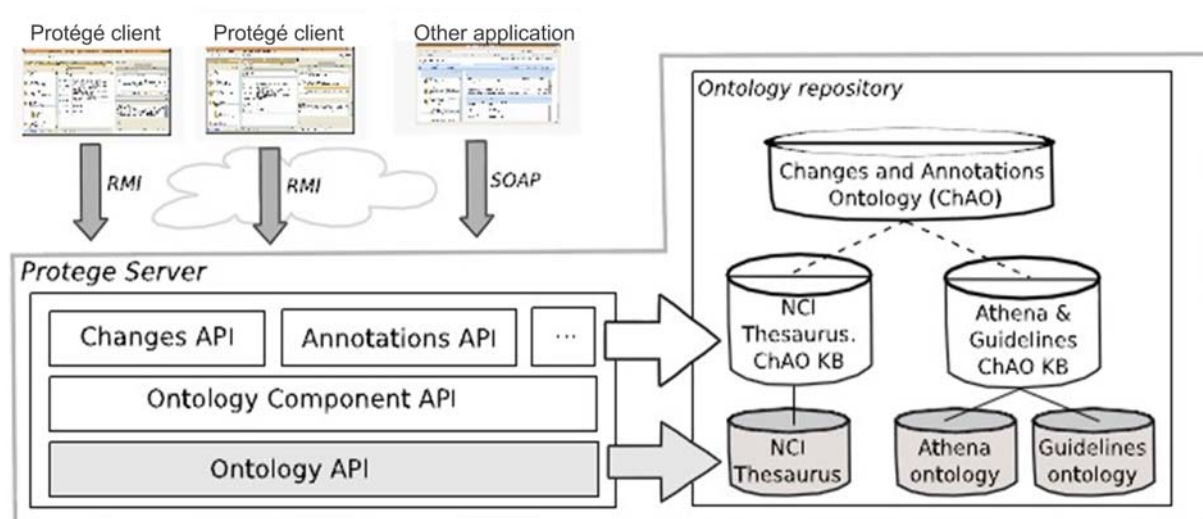 Protégé client
Protégé client
Other application
RMI
RMI
SOAP
Protege Server
Changes API
Annotations API
...
Ontology Component API
Ontology API
Ontology repository
Changes and Annotations
Ontology (ChAO)
NCI
Thesaurus.
ChAO KB
Athena &
Guidelines
ChAO KB
NCI
Thesaurus
Athena
ontology
Guidelines
ontology